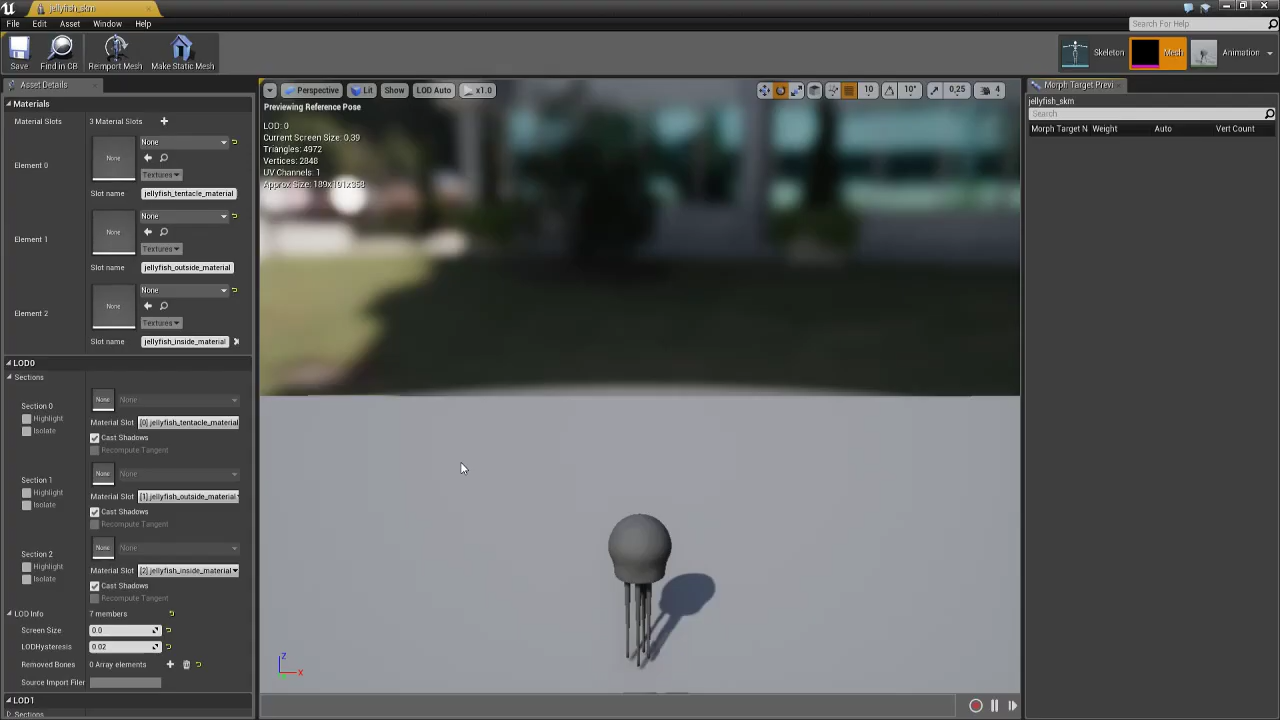 jellyfish_skm
File Edit Asset Window Help
Search For Help
Save Find in CB Reimport Mesh Make Static Mesh
Skeleton Mesh Animation
Asset Details
Materials
Material Slots 3 Material Slots
Element 0 None None
Textures
Slot name jellyfish_tentacle_material
Element 1 None None
Textures
Slot name jellyfish_outside_material
Element 2 None None
Textures
Slot name jellyfish_inside_material
LOD0
Sections
Section 0 None None
Highlight
Isolate
Material Slot [0] jellyfish_tentacle_material
Cast Shadows
Recompute Tangent
Section 1 None None
Highlight
Isolate
Material Slot [1] jellyfish_outside_material
Cast Shadows
Recompute Tangent
Section 2 None None
Highlight
Isolate
Material Slot [2] jellyfish_inside_material
Cast Shadows
Recompute Tangent
LOD Info 7 members
Screen Size 0.0
LODHysteresis 0.02
Removed Bones 0 Array elements
Source Import Filer
LOD1
Sections
Perspective Lit Show LOD Auto x1.0
10 10° 0.25 4
Previewing Reference Pose
LOD: 0
Current Screen Size: 0.39
Triangles: 4972
Vertices: 2848
UV Channels: 1
Approx Size: 189x191x358
Z
X
Morph Target Previ
jellyfish_skm
Search
Morph Target N Weight Auto Vert Count